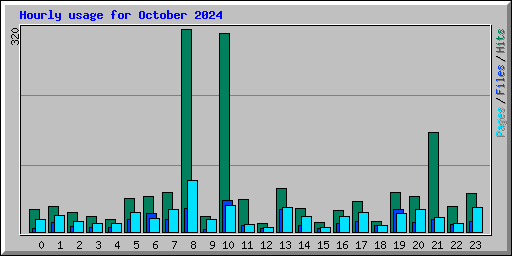 Hourly usage for October 2024
320
Pages/Files/Hits
0 1 2 3 4 5 6 7 8 9 10 11 12 13 14 15 16 17 18 19 20 21 22 23